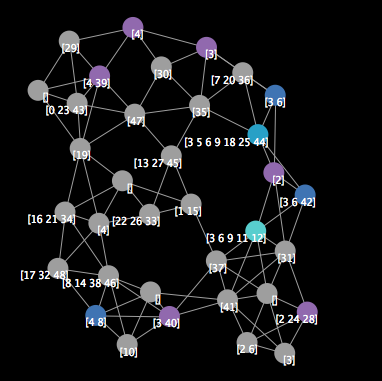 [4]
[29]
[3]
[30]
[4 39]
[7 20 36]
[]
[0 23 43]
[3 6]
[47]
[35]
[3 5 6 9 18 25 44]
[19]
[13 27 45]
[2]
[]
[3 6 42]
[16 21 34]
[22 26 33]
[1 15]
[4]
[3 6 9 11 12]
[31]
[37]
[17 32 48]
[8 14 38 46]
[]
[]
[41]
[4 8]
[3 40]
[2 24 28]
[10]
[2 6]
[3]